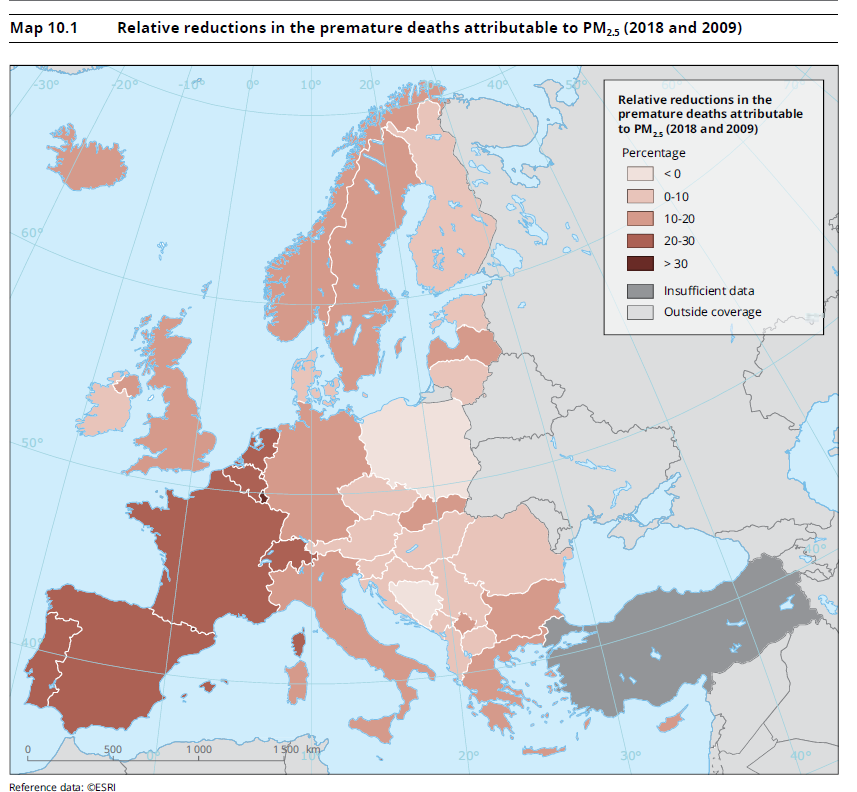 Map 10.1 Relative reductions in the premature deaths attributable to PM2.5 (2018 and 2009)
-30° -20° -10° 0° 10° 20° 30° 40° 50° 60° 70°
Relative reductions in the
premature deaths attributable
to PM2.5 (2018 and 2009)
Percentage
< 0
0-10
10-20
20-30
> 30
Insufficient data
Outside coverage
60°
50°
40°
40°
0 500 1 000 1 500 km
0° 10° 20° 30° 40°
Reference data: ©ESRI